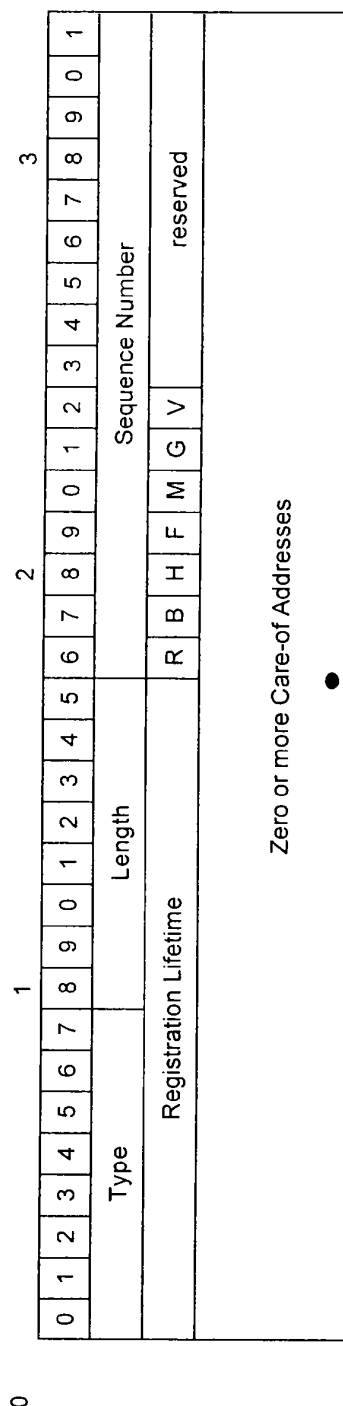 0 1 2 3
0 1 2 3 4 5 6 7 8 9 0 1 2 3 4 5 6 7 8 9 0 1 2 3 4 5 6 7 8 9 0 1
Type Length Sequence Number
Registration Lifetime R B H F M G V reserved
Zero or more Care-of Addresses